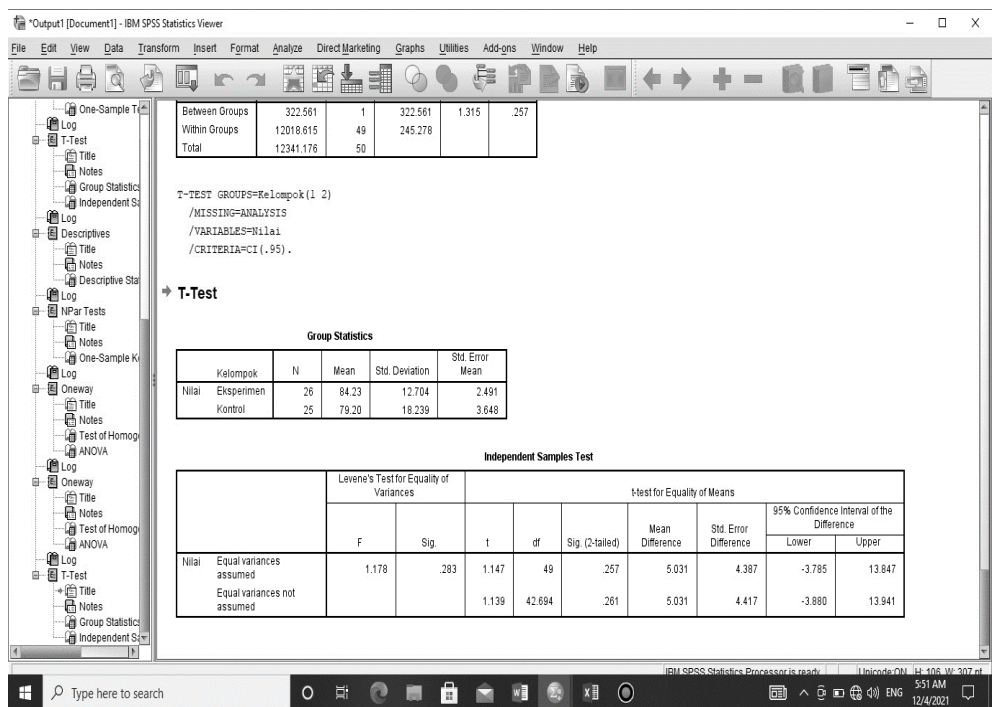 *Output1 [Document1] - IBM SPSS Statistics Viewer
File Edit View Data Transform Insert Format Analyze Direct Marketing Graphs Utilities Add-ons Window Help
One-Sample Te
Log
T-Test
Title
Notes
Group Statistics
Independent Sa
Log
Descriptives
Title
Notes
Descriptive Stat
Log
NPar Tests
Title
Notes
One-Sample Ko
Log
Oneway
Title
Test of Homoge
ANOVA
Log
Oneway
Title
Notes
Test of Homoge
ANOVA
Log
T-Test
Title
Notes
Group Statistics
Independent Sa
Between Groups 322.561 1 322.561 1.315 .257
Within Groups 12018.615 49 245.278
Total 12341.176 50
T-TEST GROUPS=Kelompok(1 2)
/MISSING=ANALYSIS
/VARIABLES=Nilai
/CRITERIA=CI(.95).
T-Test
Group Statistics
Kelompok N Mean Std. Deviation Std. Error Mean
Nilai Eksperimen 26 84.23 12.704 2.491
Kontrol 25 79.20 18.239 3.648
Independent Samples Test
Levene's Test for Equality of Variances
t-test for Equality of Means
95% Confidence Interval of the Difference
F Sig. t df Sig. (2-tailed) Mean Difference Std. Error Difference Lower Upper
Nilai Equal variances assumed 1.178 .283 1.147 49 .257 5.031 4.387 -3.785 13.847
Equal variances not assumed 1.139 42.694 .261 5.031 4.417 -3.880 13.941
IBM SPSS Statistics Processor is ready Unicode:ON H: 106, W: 307 pt
Type here to search
ENG
5:51 AM
12/4/2021